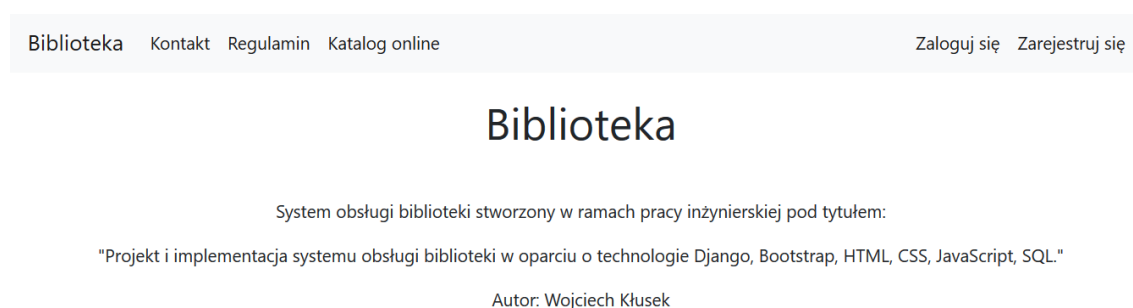 Biblioteka Kontakt Regulamin Katalog online Zaloguj się Zarejestruj się
Biblioteka
System obsługi biblioteki stworzony w ramach pracy inżynierskiej pod tytułem:
"Projekt i implementacja systemu obsługi biblioteki w oparciu o technologie Django, Bootstrap, HTML, CSS, JavaScript, SQL."
Autor: Wojciech Kłusek